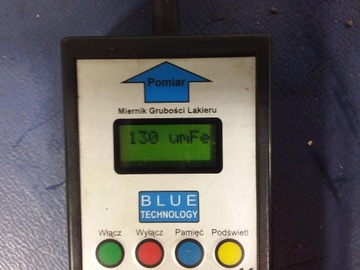 Pomiar
Miernik Grubości Lakieru
130 umFe
BLUE
TECHNOLOGY
Włącz Wyłącz Pamięć Podświetl